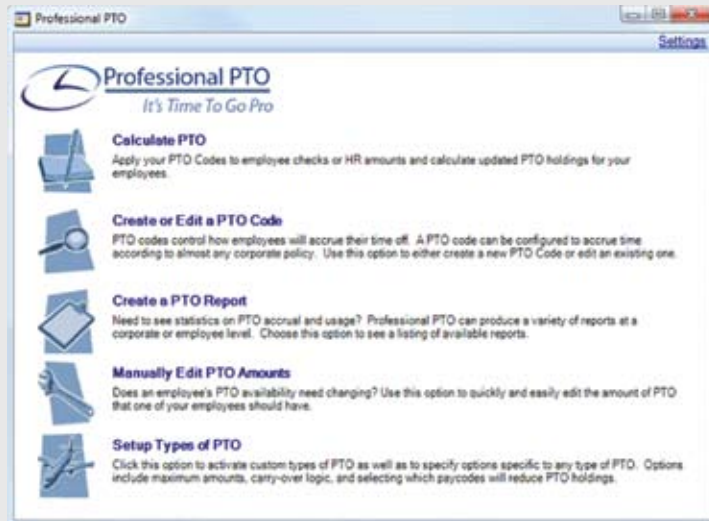 Professional PTO
Settings
Professional PTO
It's Time To Go Pro
Calculate PTO
Apply your PTO Codes to employee checks or HR amounts and calculate updated PTO holdings for your
employees.
Create or Edit a PTO Code
PTO codes control how employees will accrue their time off. A PTO code can be configured to accrue time
according to almost any corporate policy. Use this option to either create a new PTO Code or edit an existing one.
Create a PTO Report
Need to see statistics on PTO accrual and usage? Professional PTO can produce a variety of reports at a
corporate or employee level. Choose this option to see a listing of available reports.
Manually Edit PTO Amounts
Does an employee's PTO availability need changing? Use this option to quickly and easily edit the amount of PTO
that one of your employees should have.
Setup Types of PTO
Click this option to activate custom types of PTO as well as to specify options specific to any type of PTO. Options
include maximum amounts, carry-over logic, and selecting which paycodes will reduce PTO holdings.